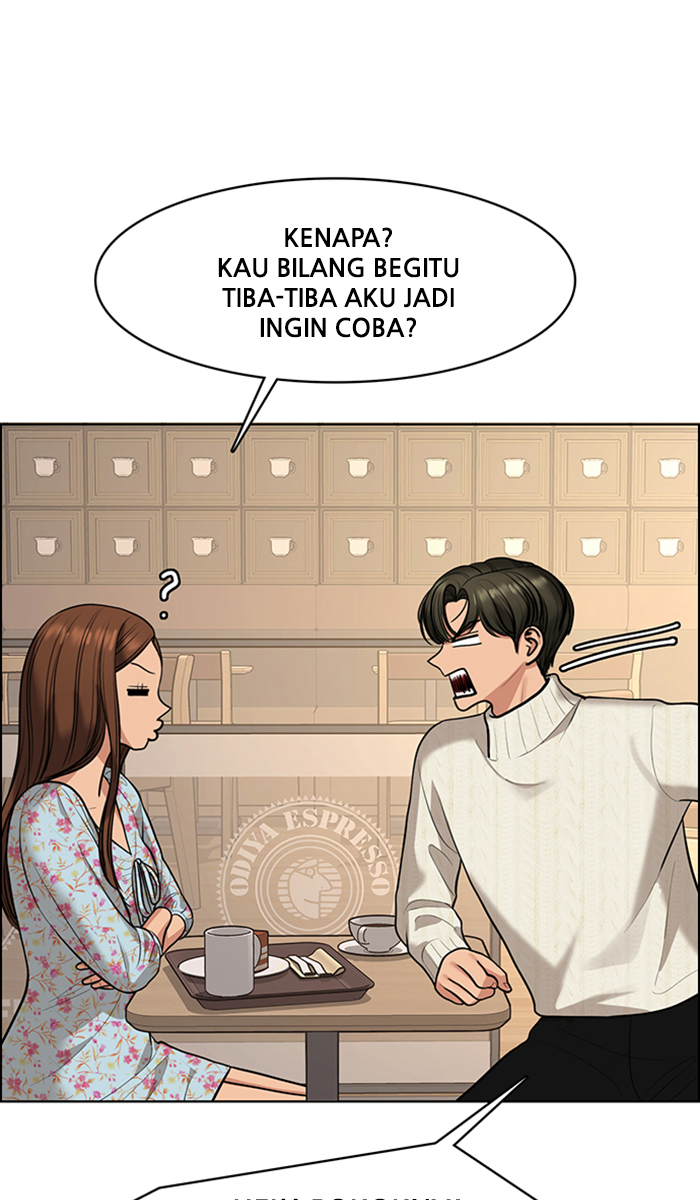 KENAPA?
KAU BILANG BEGITU
TIBA-TIBA AKU JADI
INGIN COBA?
?
ODIYA ESPRESSO